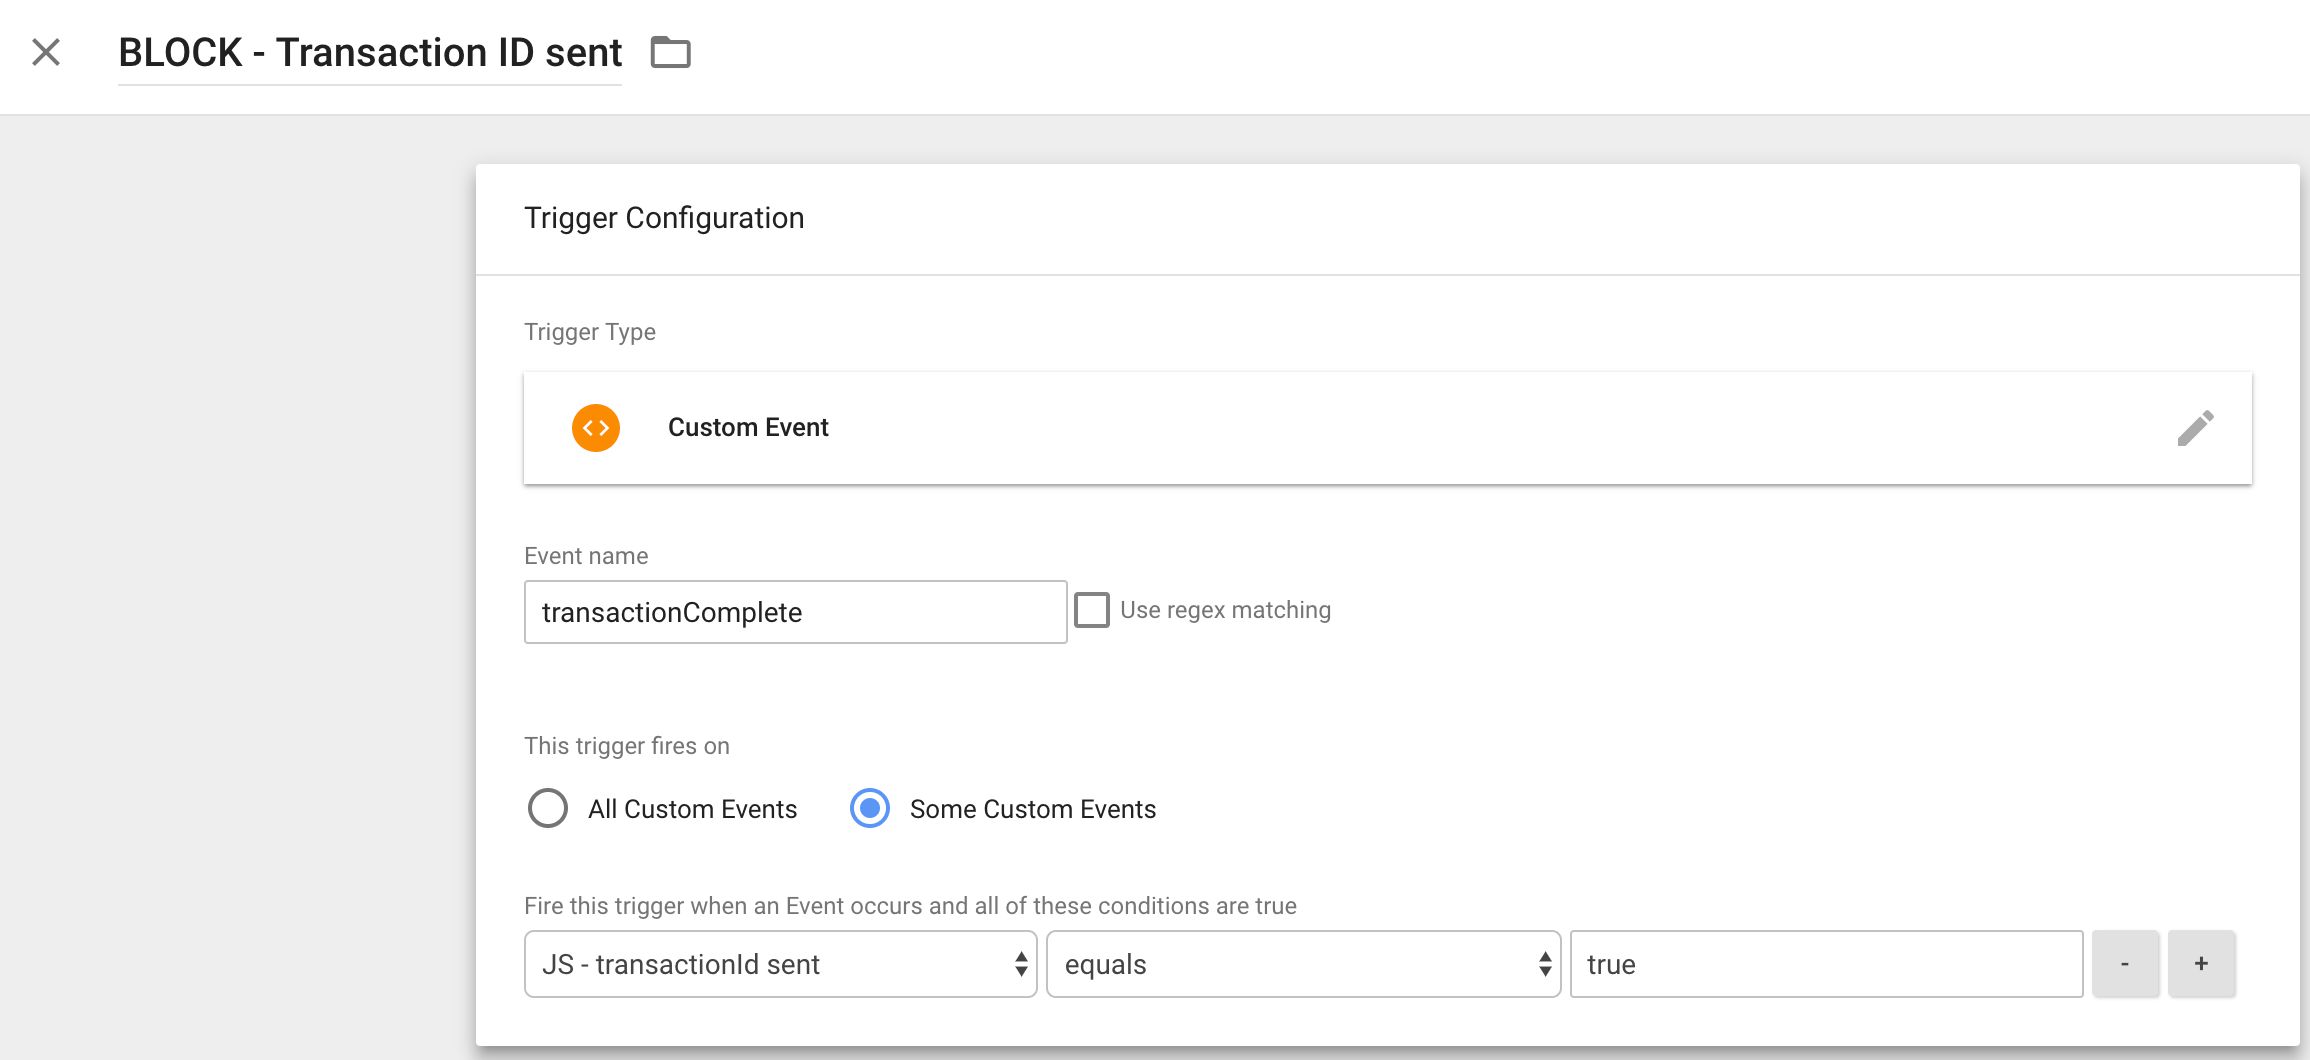 BLOCK - Transaction ID sent
Trigger Configuration
Trigger Type
Custom Event
Event name
transactionComplete
Use regex matching
This trigger fires on
All Custom Events
Some Custom Events
Fire this trigger when an Event occurs and all of these conditions are true
JS - transactionId sent
equals
true
-
+